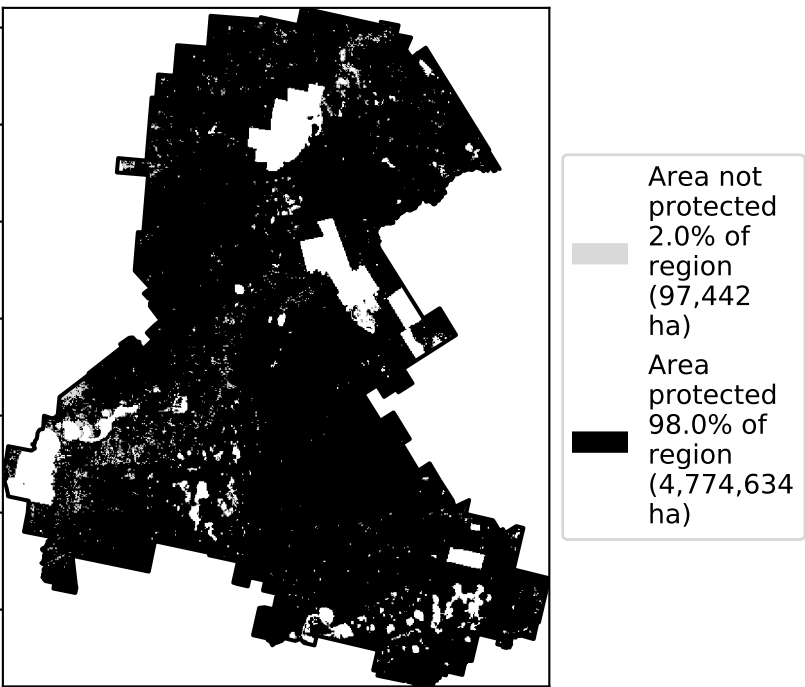 Area not
protected
2.0% of
region
(97,442
ha)
Area
protected
98.0% of
region
(4,774,634
ha)